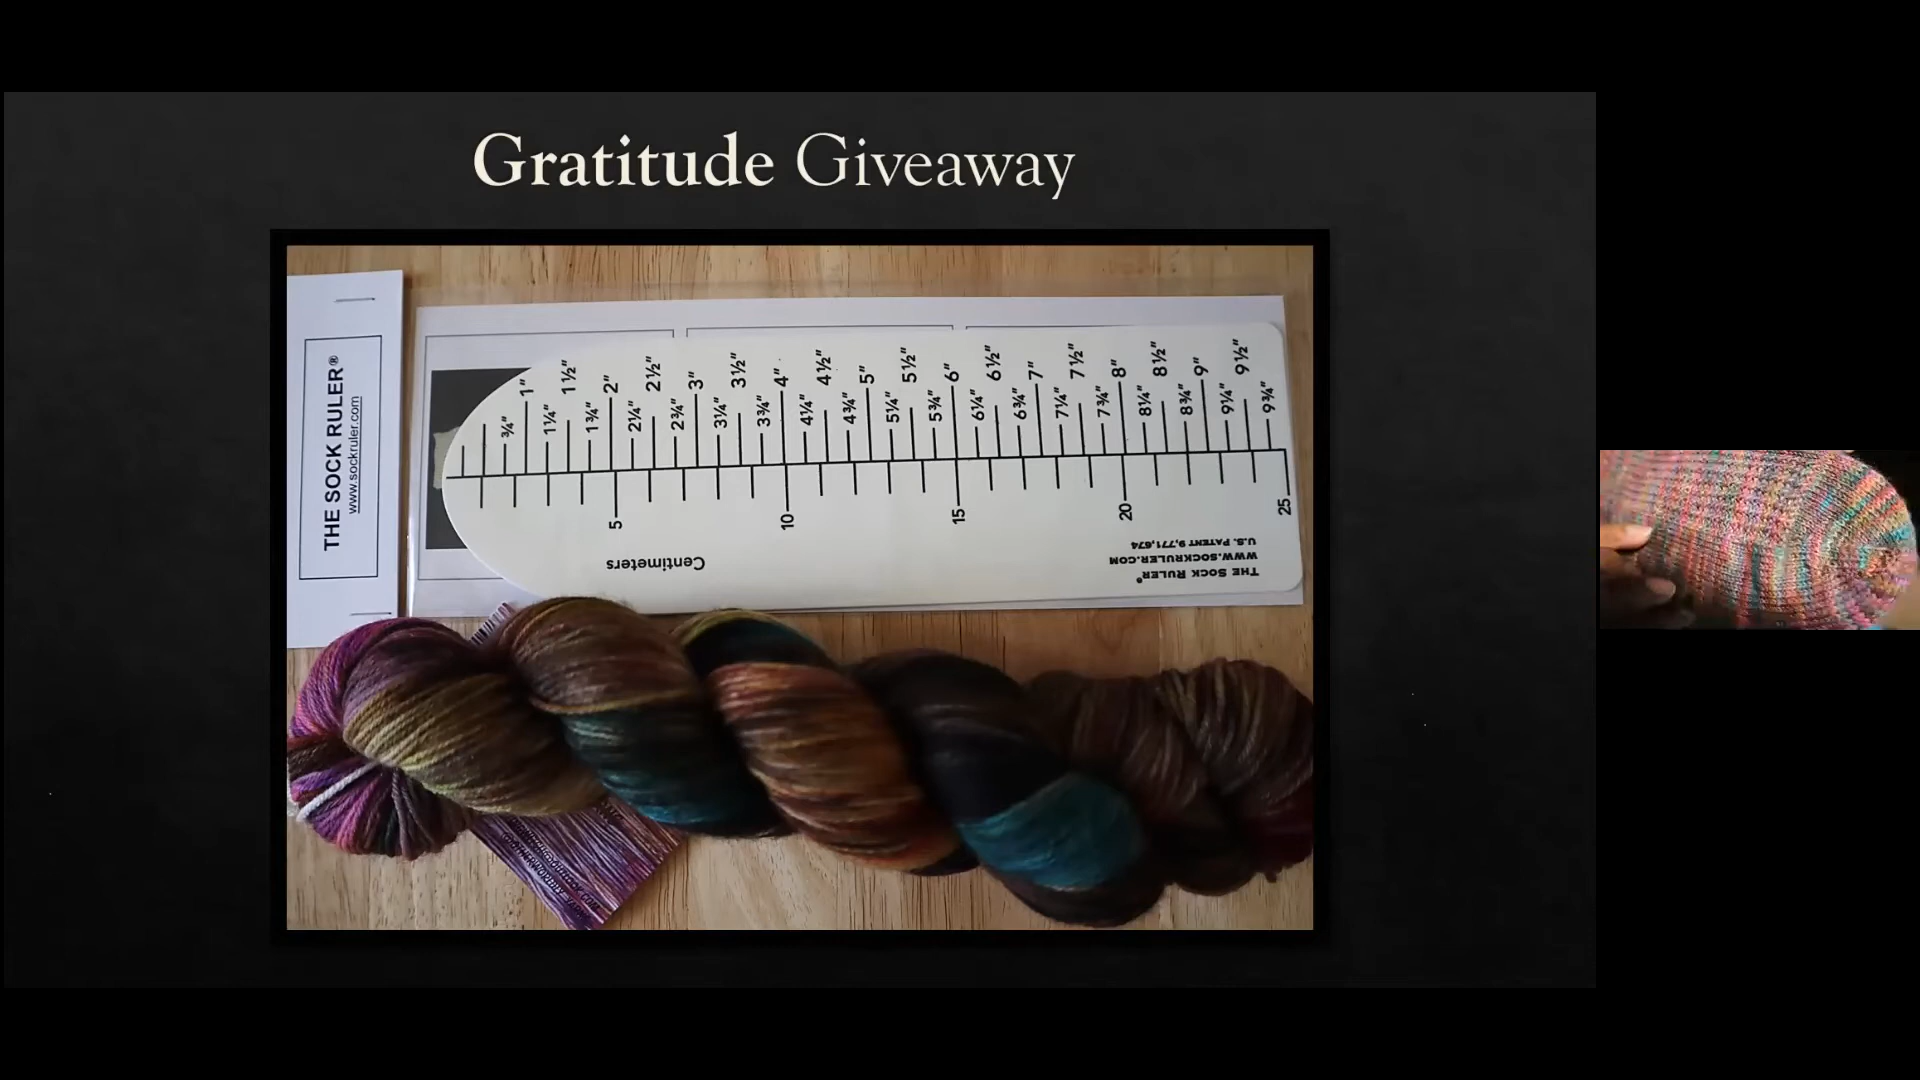 Gratitude Giveaway
THE SOCK RULER®
www.sockruler.com
1" 1½" 2" 2½" 3" 3½" 4" 4½" 5" 5½" 6" 6½" 7" 7½" 8" 8½" 9" 9½"
¾" 1¼" 1¾" 2¼" 2¾" 3¼" 3¾" 4¼" 4¾" 5¼" 5¾" 6¼" 6¾" 7¼" 7¾" 8¼" 8¾" 9¼" 9¾"
5 10 15 20 25
Centimeters
THE SOCK RULER®
WWW.SOCKRULER.COM
U.S. PATENT 9,771,674